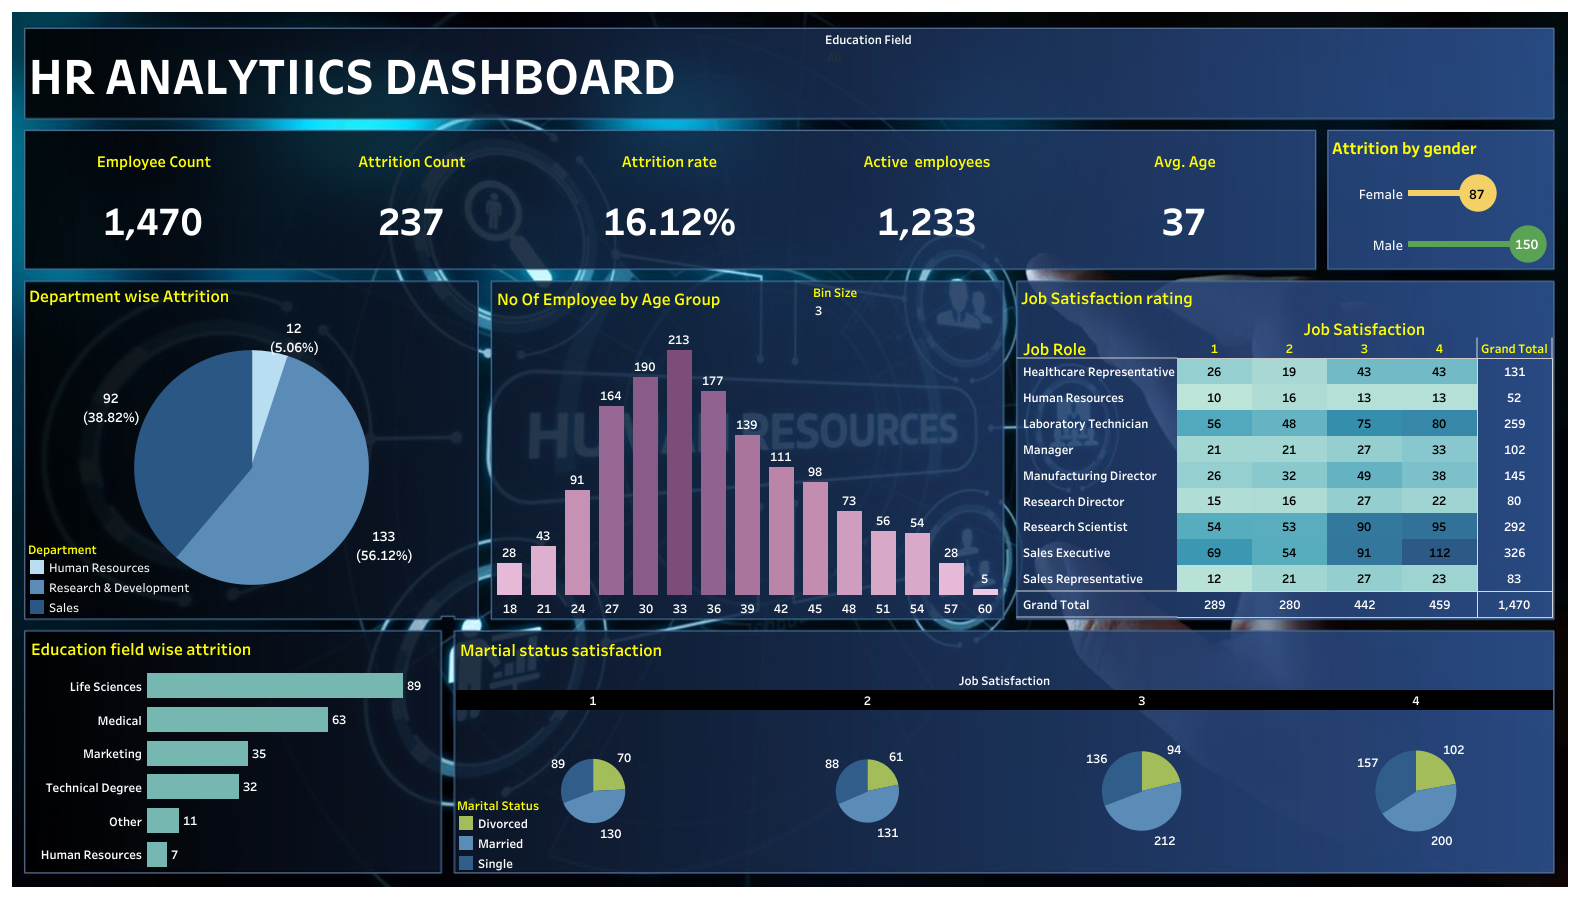 Education Field
All
HR ANALYTIICS DASHBOARD
Employee Count
Attrition Count
Attrition rate
Active employees
Avg. Age
1,470
237
16.12%
1,233
37
Attrition by gender
Female 87
Male 150
Department wise Attrition
12
(5.06%)
92
(38.82%)
133
(56.12%)
Department
Human Resources
Research & Development
Sales
No Of Employee by Age Group
Bin Size
3
HUMAN RESOURCES
28 43 91 164 190 213 177 139 111 98 73 56 54 28 5
18 21 24 27 30 33 36 39 42 45 48 51 54 57 60
Job Satisfaction rating
Job Satisfaction
Job Role 1 2 3 4 Grand Total
Healthcare Representative 26 19 43 43 131
Human Resources 10 16 13 13 52
Laboratory Technician 56 48 75 80 259
Manager 21 21 27 33 102
Manufacturing Director 26 32 49 38 145
Research Director 15 16 27 22 80
Research Scientist 54 53 90 95 292
Sales Executive 69 54 91 112 326
Sales Representative 12 21 27 23 83
Grand Total 289 280 442 459 1,470
Education field wise attrition
Life Sciences 89
Medical 63
Marketing 35
Technical Degree 32
Other 11
Human Resources 7
Martial status satisfaction
Job Satisfaction
1 2 3 4
89 70 130
88 61 131
136 94 212
157 102 200
Marital Status
Divorced
Married
Single